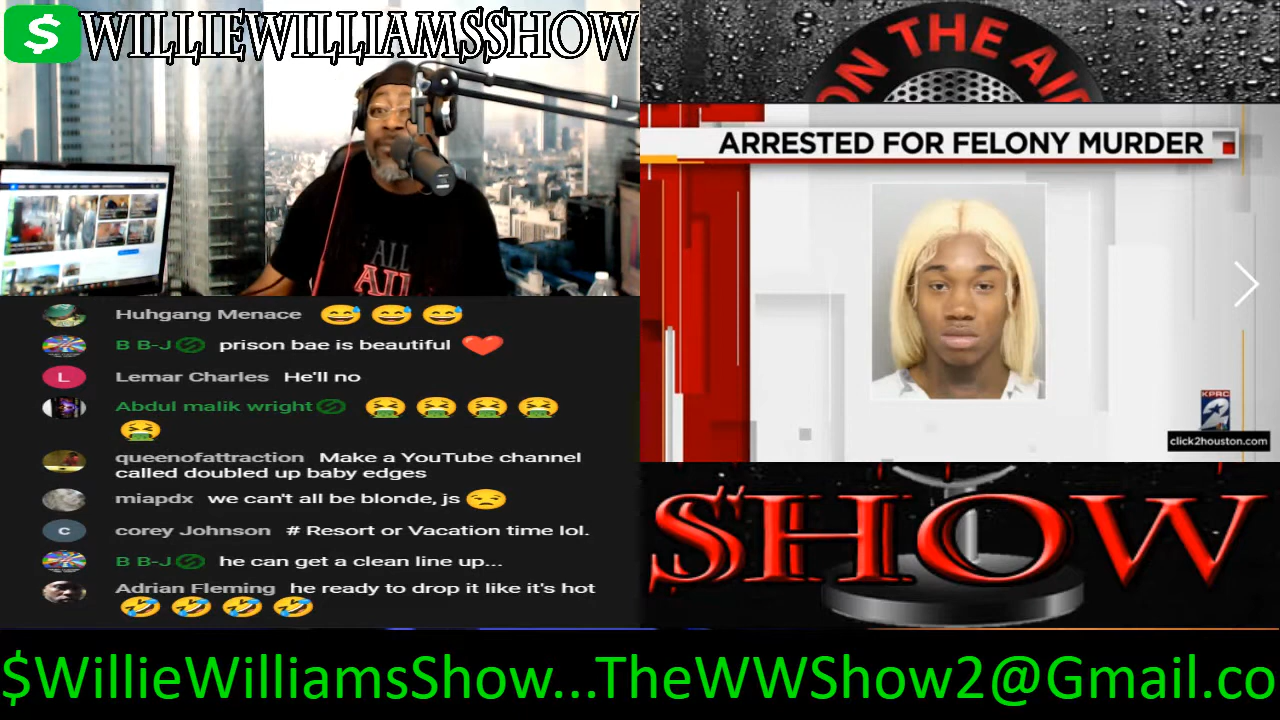 $ WILLIEWILLIAMSSHOW
ON THE AIR
ARRESTED FOR FELONY MURDER
ALL
ALL
KPRC
2
click2houston.com
Huhgang Menace 😅 😅 😅
B B-J prison bae is beautiful ❤️
L Lemar Charles He'll no
Abdul malik wright 🤮 🤮 🤮 🤮
🤮
queenofattraction Make a YouTube channel
called doubled up baby edges
miapdx we can't all be blonde, js 😒
c corey Johnson # Resort or Vacation time lol.
B B-J he can get a clean line up...
Adrian Fleming he ready to drop it like it's hot
🤣 🤣 🤣 🤣
SHOW
$WillieWilliamsShow...TheWWShow2@Gmail.co